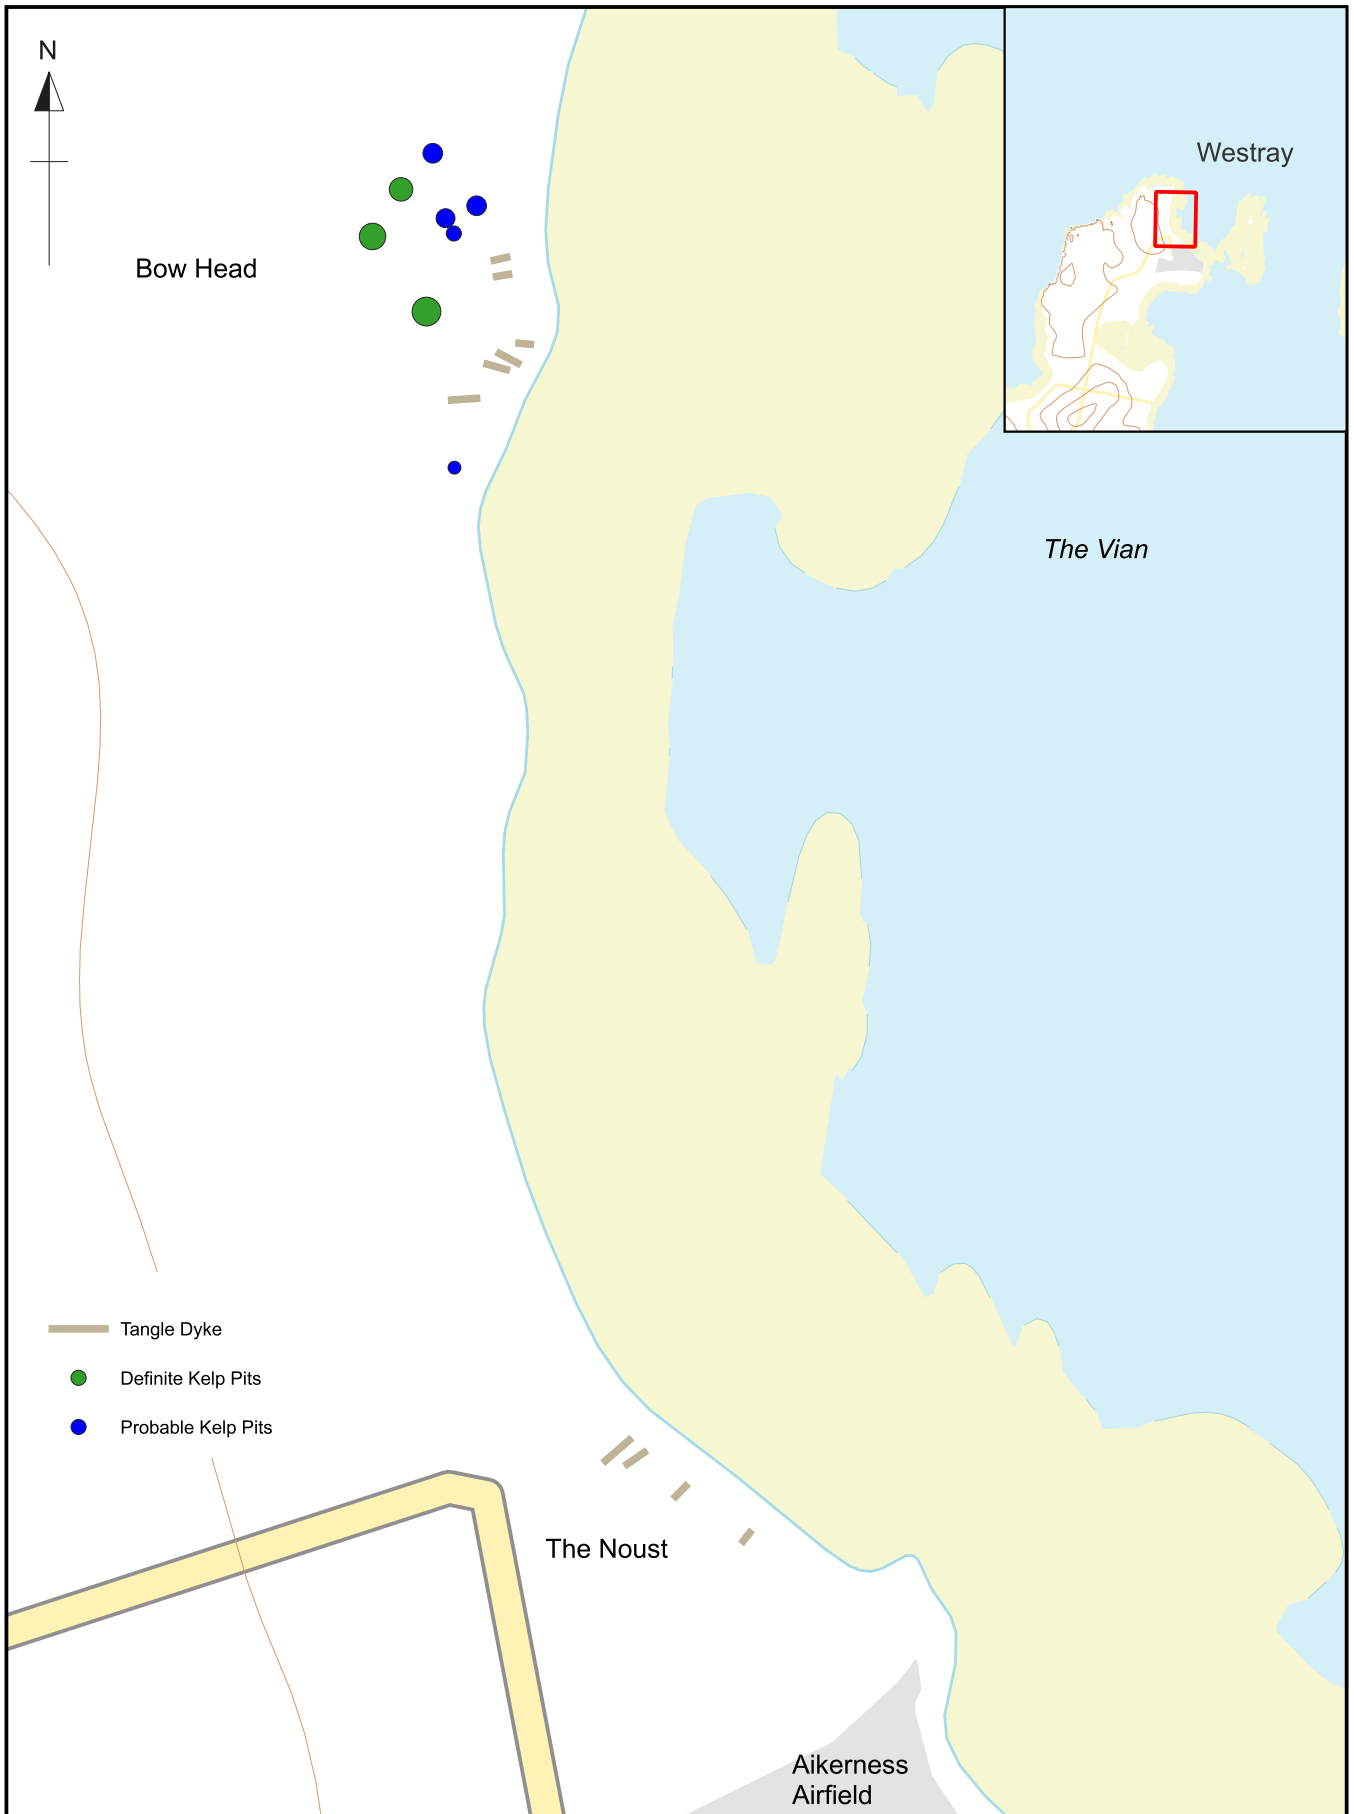 N
Westray
Bow Head
The Vian
Tangle Dyke
Definite Kelp Pits
Probable Kelp Pits
The Noust
Aikerness
Airfield